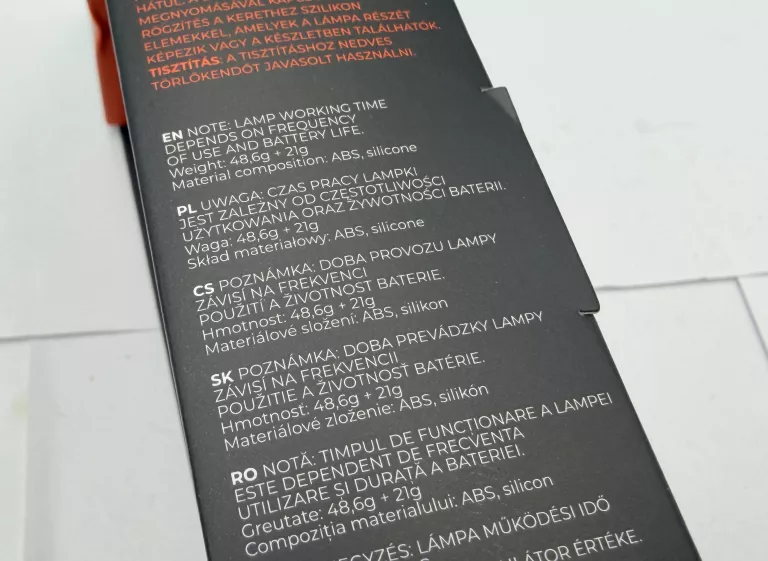 HÁTUL. A
MEGNYOMÁSÁVAL
RÖGZÍTÉS A KERETHEZ SZILIKON
ELEMEKKEL, AMELYEK A LÁMPA RÉSZÉT
KÉPEZIK VAGY A KÉSZLETBEN TALÁLHATÓK.
TISZTÍTÁS: A TISZTÍTÁSHOZ NEDVES
TÖRLŐKENDŐT JAVASOLT HASZNÁLNI.
EN NOTE: LAMP WORKING TIME
DEPENDS ON FREQUENCY
OF USE AND BATTERY LIFE.
Weight: 48.6g + 21g
Material composition: ABS, silicone
PL UWAGA: CZAS PRACY LAMPKI
JEST ZALEŻNY OD CZĘSTOTLIWOŚCI
UŻYTKOWANIA ORAZ ŻYWOTNOŚCI BATERII.
Waga: 48,6g + 21g
Skład materiałowy: ABS, silicone
CS POZNÁMKA: DOBA PROVOZU LAMPY
ZÁVISÍ NA FREKVENCI
POUŽITÍ A ŽIVOTNOST BATERIE.
Hmotnost: 48,6g + 21g
Materiálové složení: ABS, silikon
SK POZNÁMKA: DOBA PREVÁDZKY LAMPY
ZÁVISÍ NA FREKVENCII
POUŽITIE A ŽIVOTNOSŤ BATÉRIE.
Hmotnosť: 48,6g + 21g
Materiálové zloženie: ABS, silikón
RO NOTĂ: TIMPUL DE FUNCȚIONARE A LAMPEI
ESTE DEPENDENT DE FRECVENTA
UTILIZARE ȘI DURATĂ A BATERIEI.
Greutate: 48,6g + 21g
Compoziția materialului: ABS, silicon
EGYZÉS: LÁMPA MŰKÖDÉSI IDŐ
ULÁTOR ÉRTÉKE.